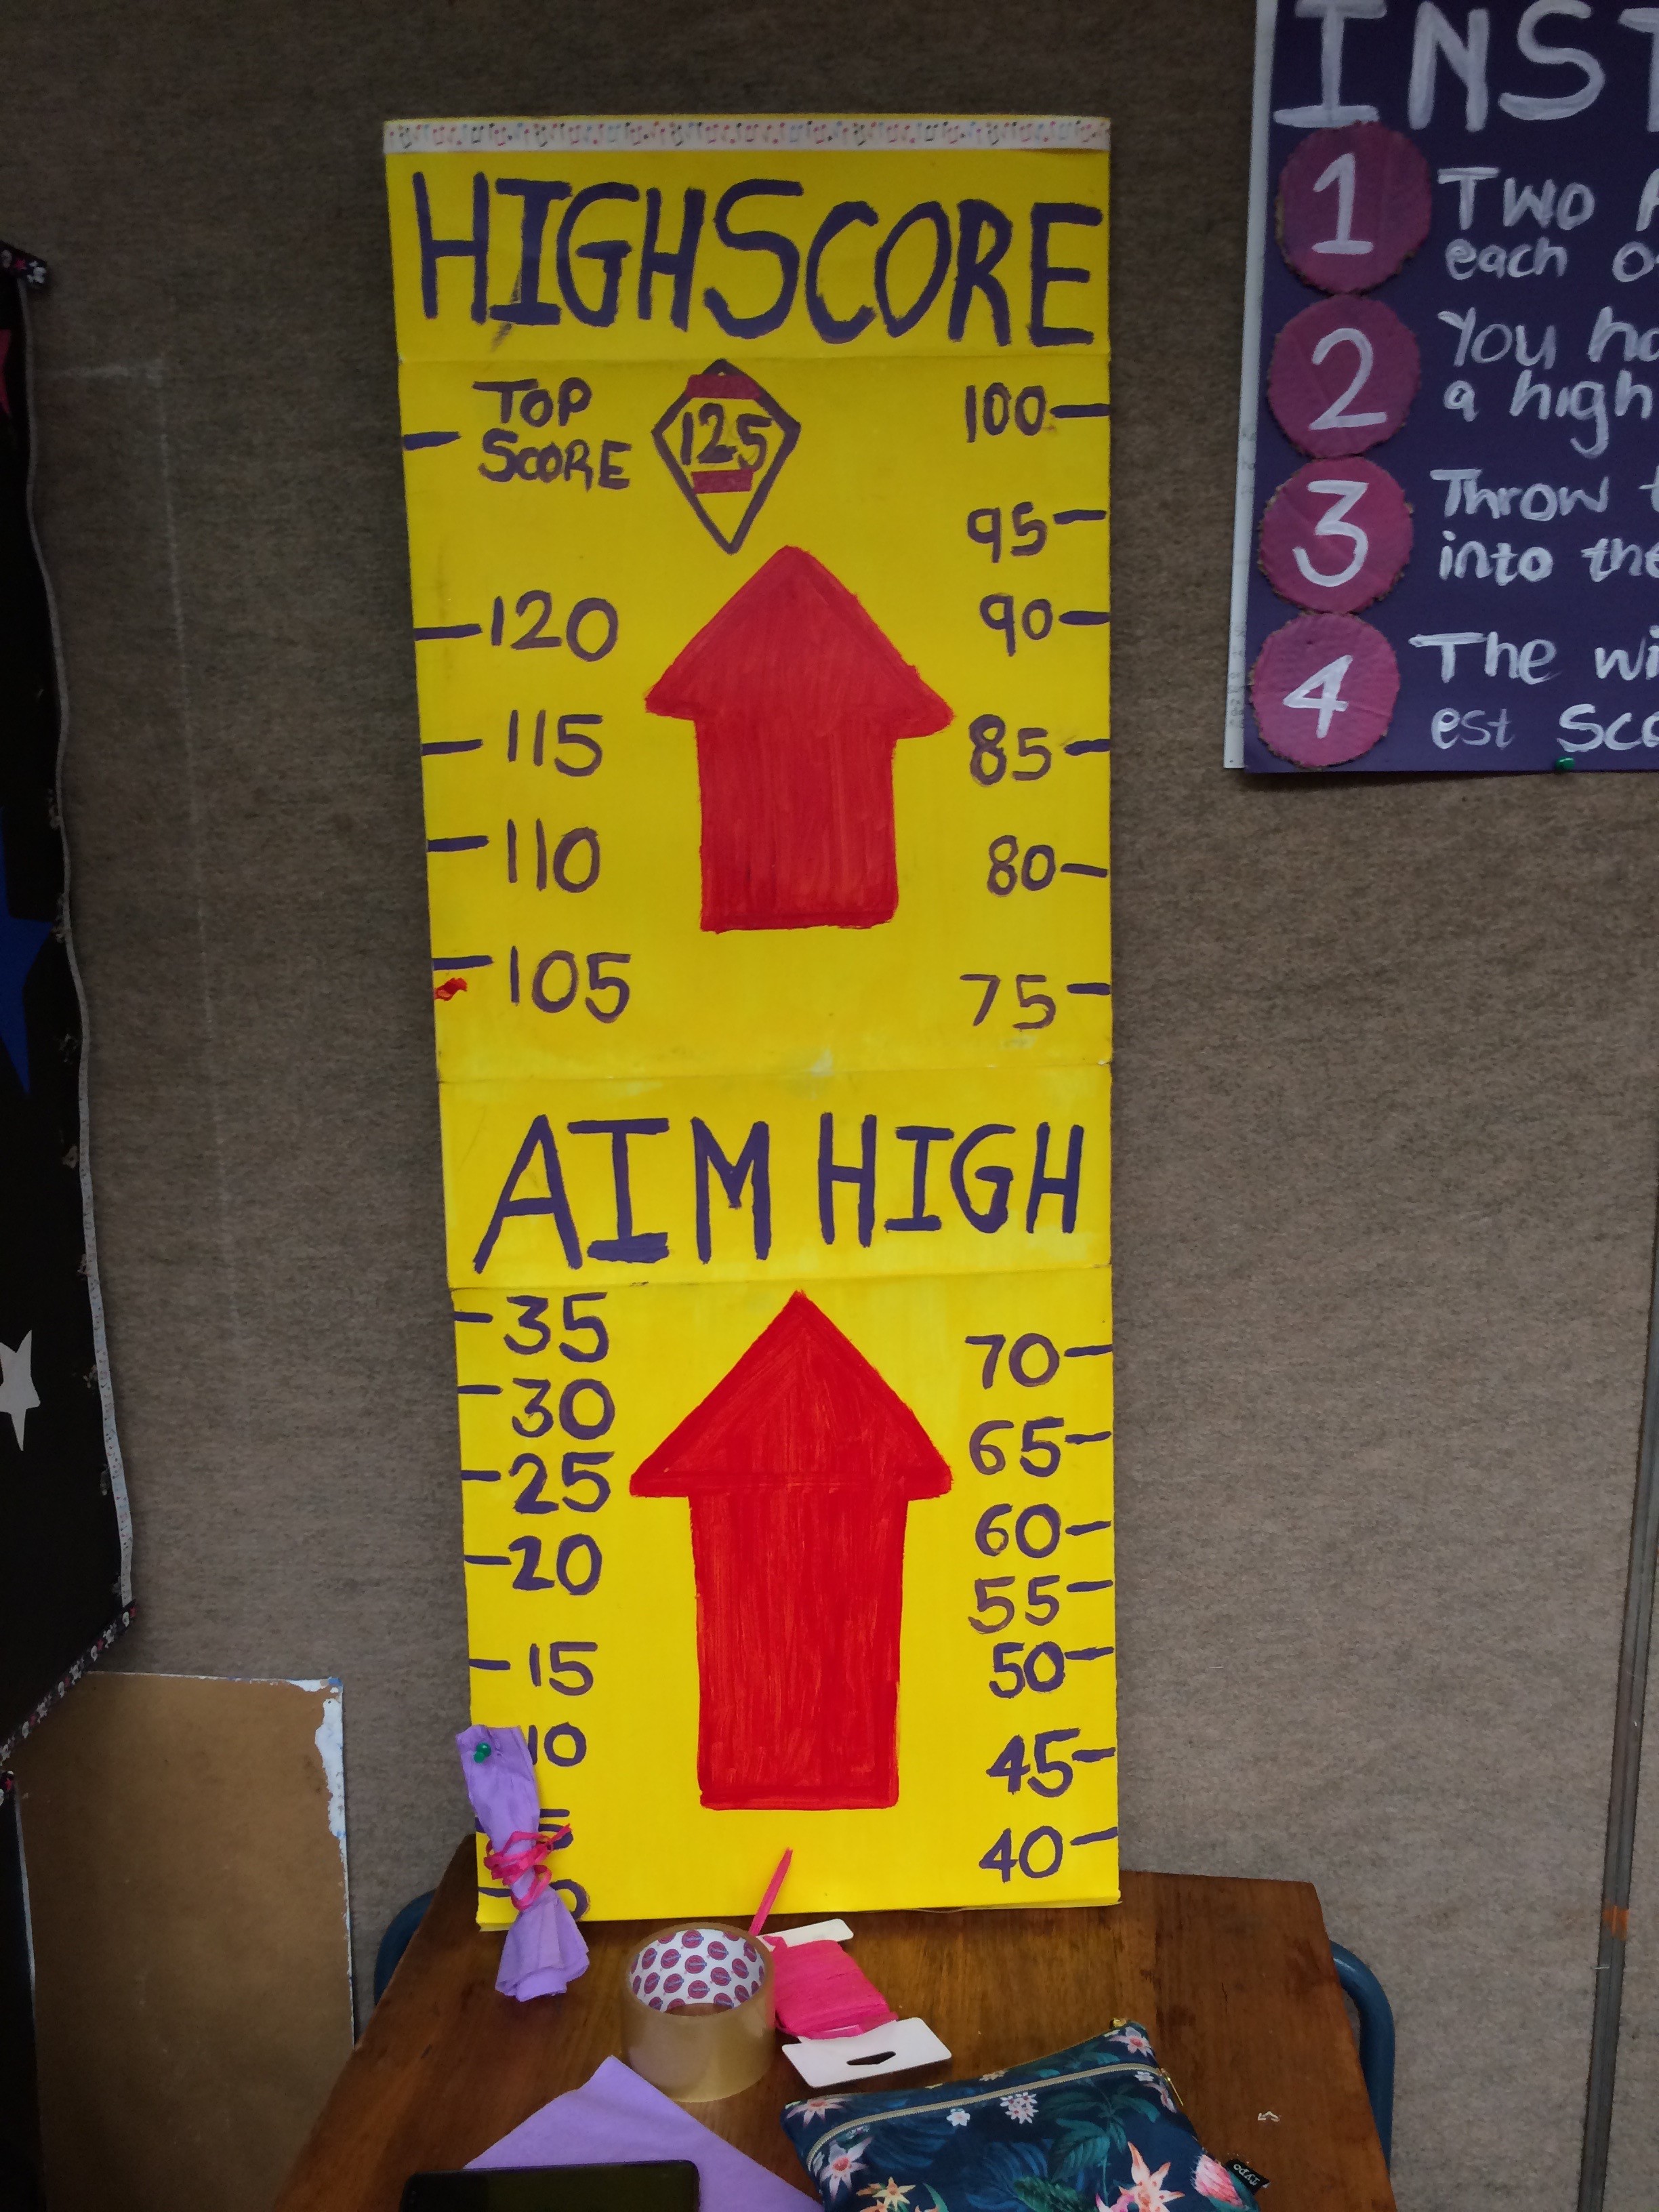 HIGHSCORE
TOP
SCORE
125
120
115
110
105
100
95
90
85
80
75
AIM HIGH
35
30
25
20
15
10
70
65
60
55
50
45
40
INST
1 Two
each
2 You
a high
3 Throw
into the
4 The
est
Typo